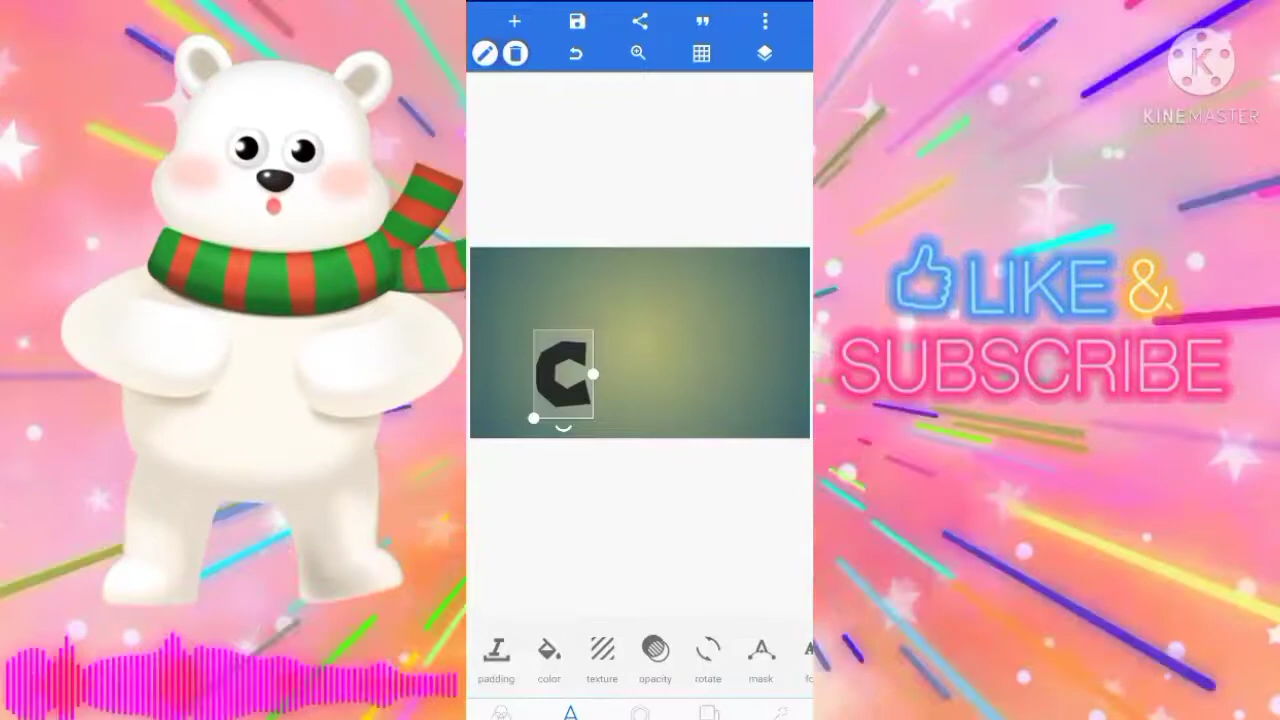 KINEMASTER
LIKE &
SUBSCRIBE
C
padding color texture opacity rotate mask